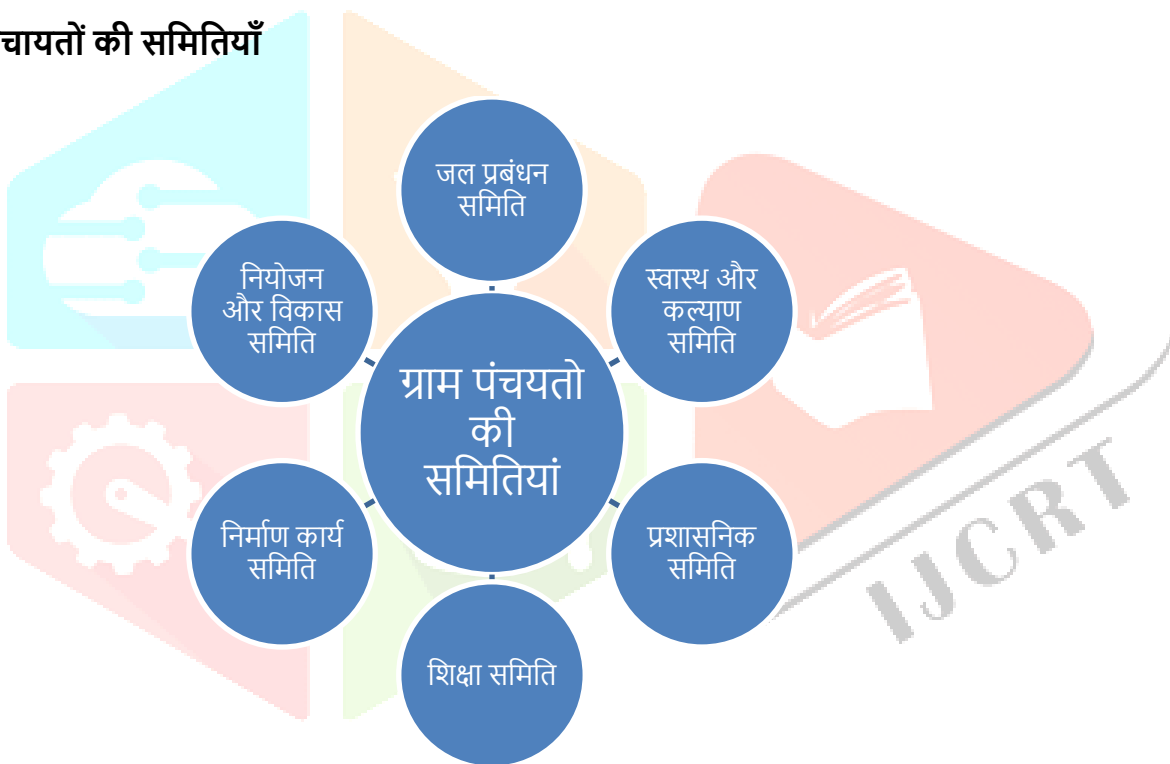 चायतों की समितियाँ
जल प्रबंधन
समिति
स्वास्थ और
कल्याण
समिति
प्रशासनिक
समिति
शिक्षा समिति
निर्माण कार्य
समिति
नियोजन
और विकास
समिति
ग्राम पंचयतो
की
समितियां
IJCRT